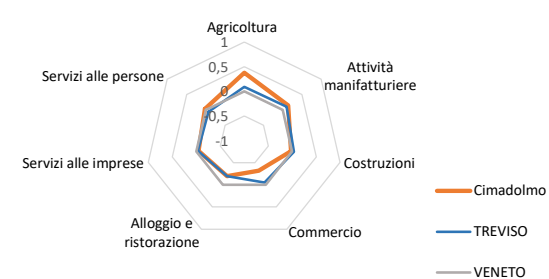 Agricoltura
1
0,5
0
0,5
-1
Attività
manifatturiere
Costruzioni
Commercio
Alloggio e
ristorazione
Servizi alle imprese
Servizi alle persone
Cimadolmo
TREVISO
VENETO